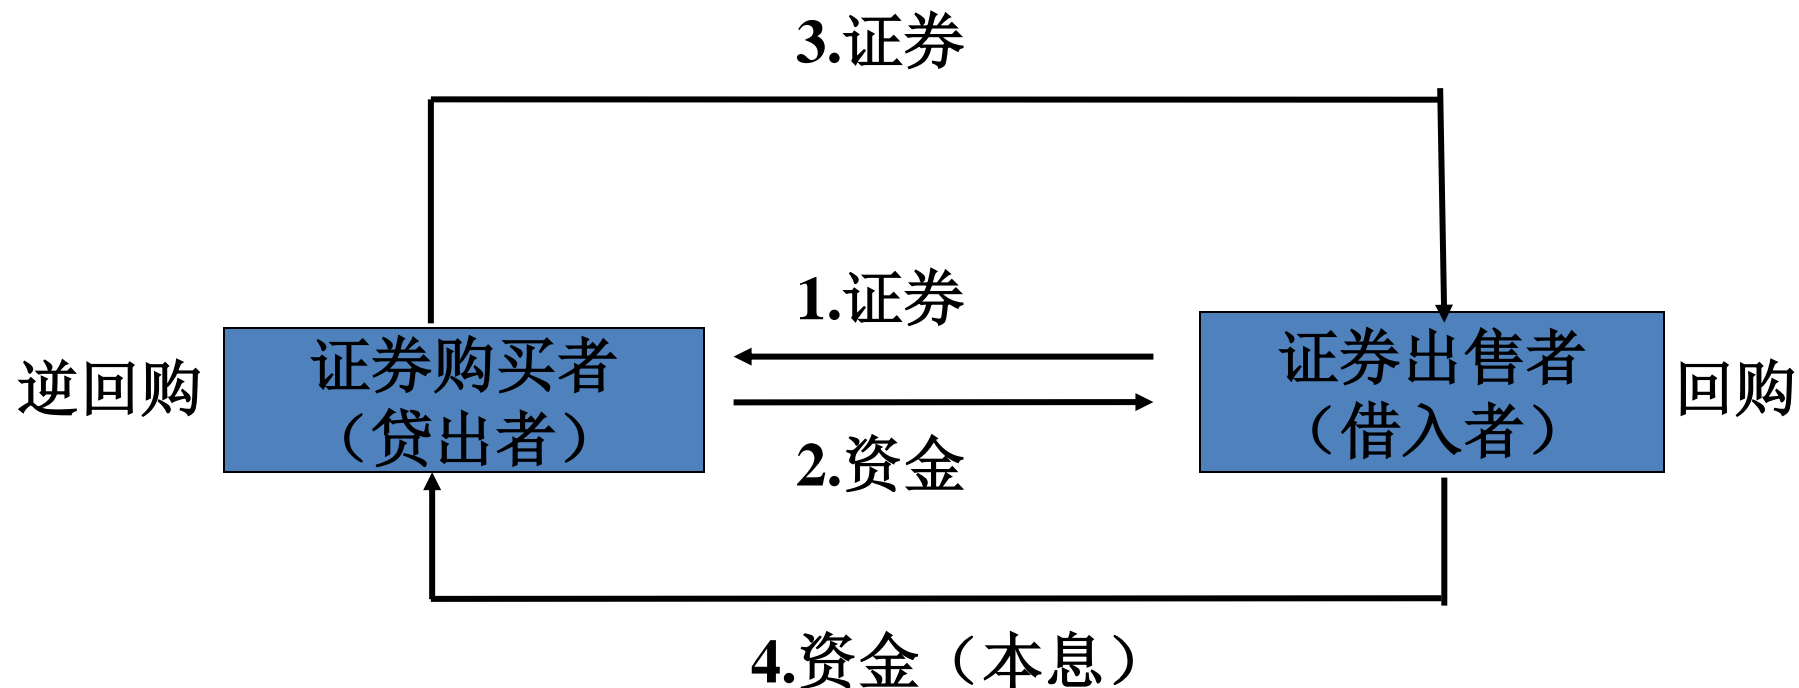 3.证券
1.证券
逆回购
证券购买者
（贷出者）
证券出售者
（借入者）
回购
2.资金
4.资金（本息）